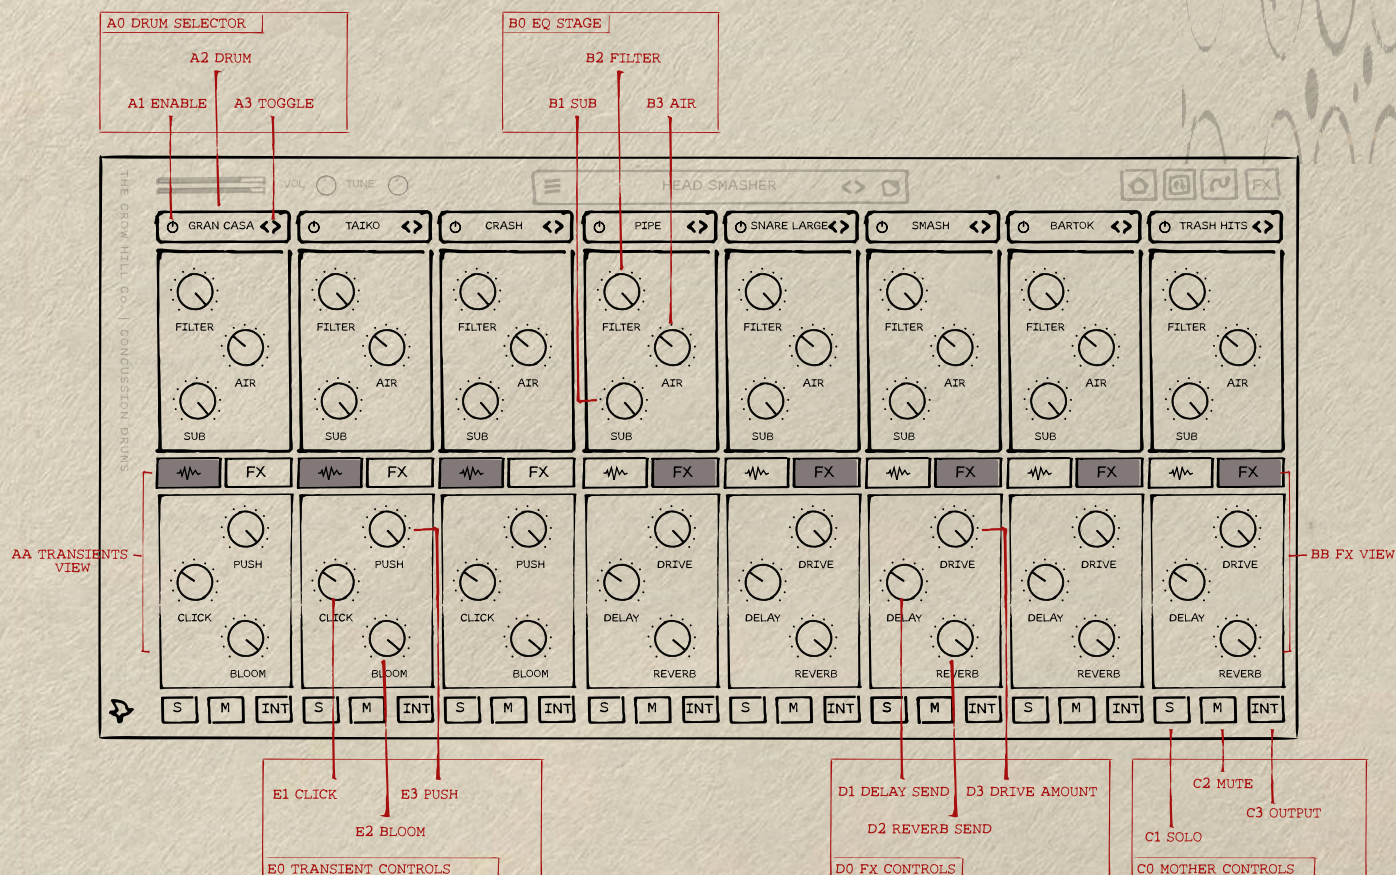 A0 DRUM SELECTOR
A2 DRUM
A1 ENABLE A3 TOGGLE
B0 EQ STAGE
B2 FILTER
B1 SUB B3 AIR
THE CROW HILL CO. | CONCUSSION DRUMS
VOL TUNE HEAD SMASHER FX
GRAN CASA TAIKO CRASH PIPE SNARE LARGE SMASH BARTOK TRASH HITS
FILTER FILTER FILTER FILTER FILTER FILTER FILTER FILTER
AIR AIR AIR AIR AIR AIR AIR AIR
SUB SUB SUB SUB SUB SUB SUB SUB
FX FX FX FX FX FX FX FX
AA TRANSIENTS
VIEW
BB FX VIEW
PUSH PUSH PUSH DRIVE DRIVE DRIVE DRIVE DRIVE
CLICK CLICK CLICK DELAY DELAY DELAY DELAY DELAY
BLOOM BLOOM BLOOM REVERB REVERB REVERB REVERB REVERB
S M INT S M INT S M INT S M INT S M INT S M INT S M INT S M INT
E1 CLICK E3 PUSH
E2 BLOOM
E0 TRANSIENT CONTROLS
D1 DELAY SEND D3 DRIVE AMOUNT
D2 REVERB SEND
D0 FX CONTROLS
C2 MUTE
C3 OUTPUT
C1 SOLO
C0 MOTHER CONTROLS